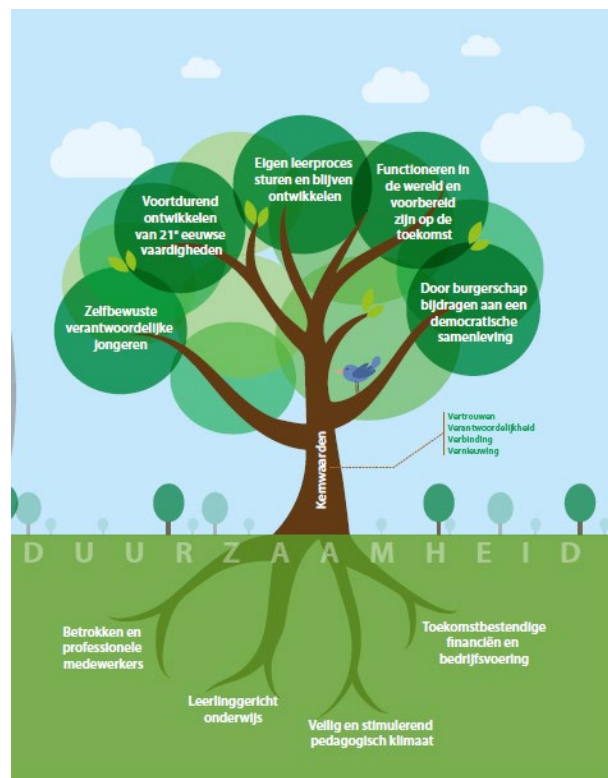 Eigen leerproces
sturen en blijven
ontwikkelen
Functioneren in
de wereld en
voorbereid
zijn op de
toekomst
Voortdurend
ontwikkelen
van 21e eeuwse
vaardigheden
Door burgerschap
bijdragen aan een
democratische
samenleving
Zelfbewuste
verantwoordelijke
jongeren
Vertrouwen
Verantwoordelijkheid
Verbinding
Vernieuwing
Kernwaarden
DUURZAAMHEID
Betrokken en
professionele
medewerkers
Toekomstbestendige
financiën en
bedrijfsvoering
Leerlinggericht
onderwijs
Veilig en stimulerend
pedagogisch klimaat